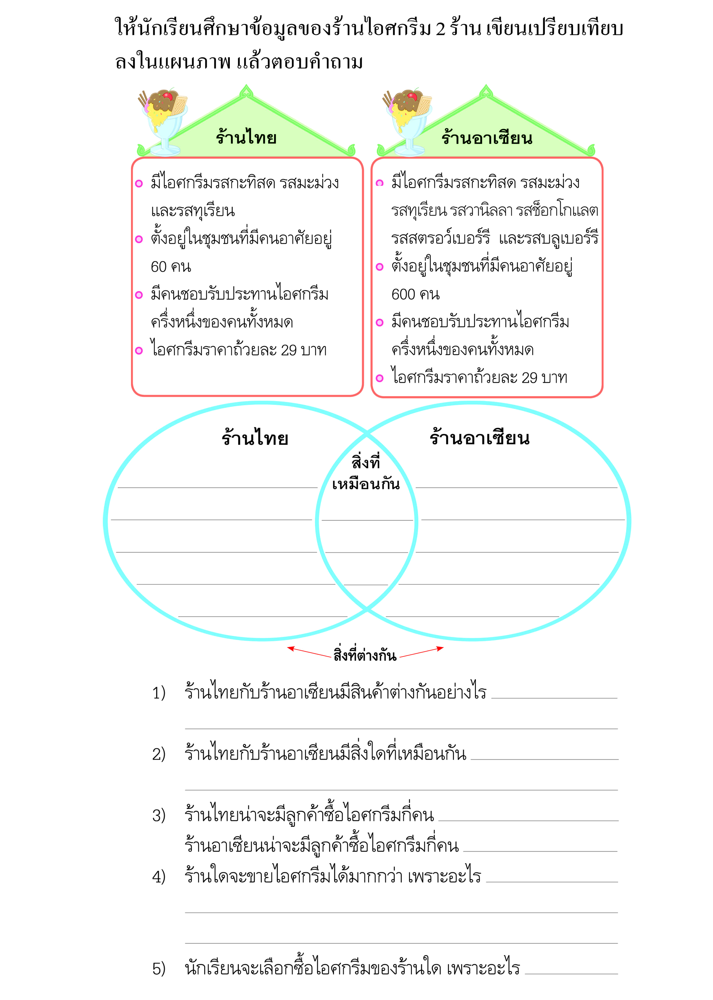 ให้นักเรียนศึกษาข้อมูลของร้านไอศกรีม 2 ร้าน เขียนเปรียบเทียบ
ลงในแผนภาพ แล้วตอบคำถาม
ร้านไทย
มีไอศกรีมรสกะทิสด รสมะม่วง
และรสทุเรียน
ตั้งอยู่ในชุมชนที่มีคนอาศัยอยู่
60 คน
มีคนชอบรับประทานไอศกรีม
ครึ่งหนึ่งของคนทั้งหมด
ไอศกรีมราคาถ้วยละ 29 บาท
ร้านอาเซียน
มีไอศกรีมรสกะทิสด รสมะม่วง
รสทุเรียน รสวานิลลา รสช็อกโกแลต
รสสตรอว์เบอร์รี และรสบลูเบอร์รี
ตั้งอยู่ในชุมชนที่มีคนอาศัยอยู่
600 คน
มีคนชอบรับประทานไอศกรีม
ครึ่งหนึ่งของคนทั้งหมด
ไอศกรีมราคาถ้วยละ 29 บาท
ร้านไทย
สิ่งที่
เหมือนกัน
ร้านอาเซียน
สิ่งที่ต่างกัน
1) ร้านไทยกับร้านอาเซียนมีสินค้าต่างกันอย่างไร
2) ร้านไทยกับร้านอาเซียนมีสิ่งใดที่เหมือนกัน
3) ร้านไทยน่าจะมีลูกค้าซื้อไอศกรีมกี่คน
ร้านอาเซียนน่าจะมีลูกค้าซื้อไอศกรีมกี่คน
4) ร้านใดจะขายไอศกรีมได้มากกว่า เพราะอะไร
5) นักเรียนจะเลือกซื้อไอศกรีมของร้านใด เพราะอะไร